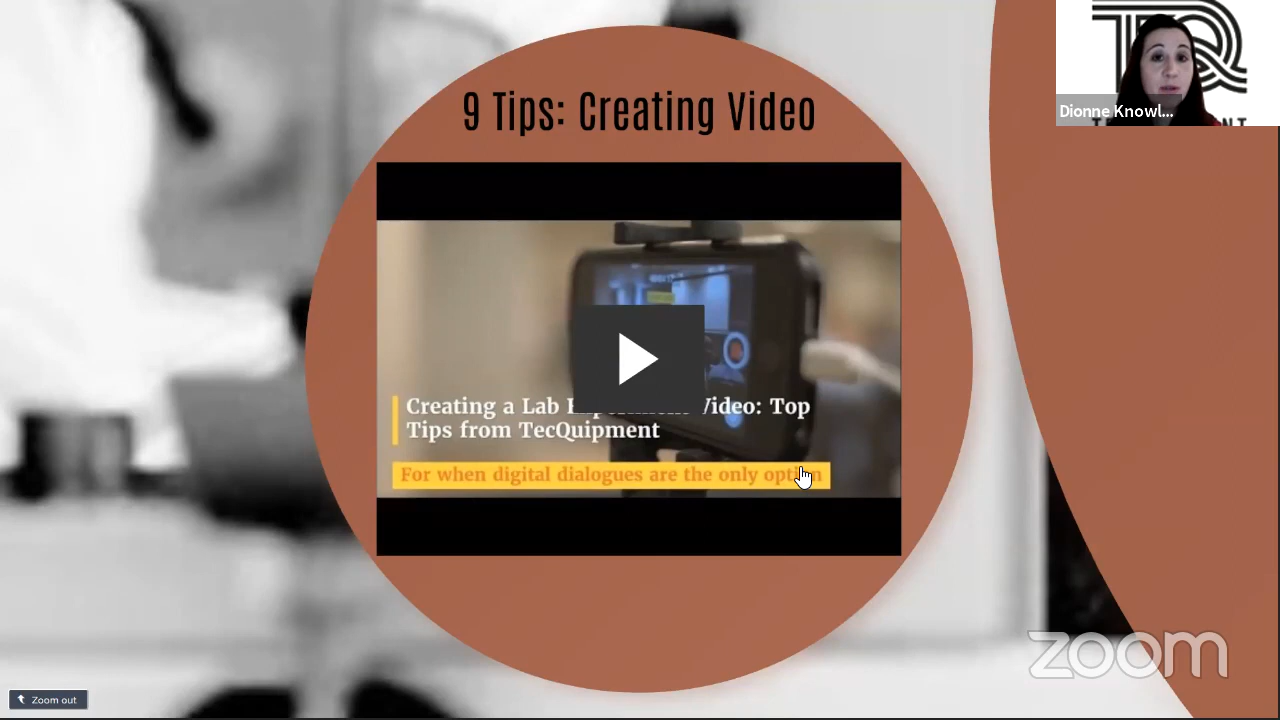 9 Tips: Creating Video
Dionne Knowl...
Creating a Lab Video: Top
Tips from TecQuipment
For when digital dialogues are the only option
zoom
Zoom out